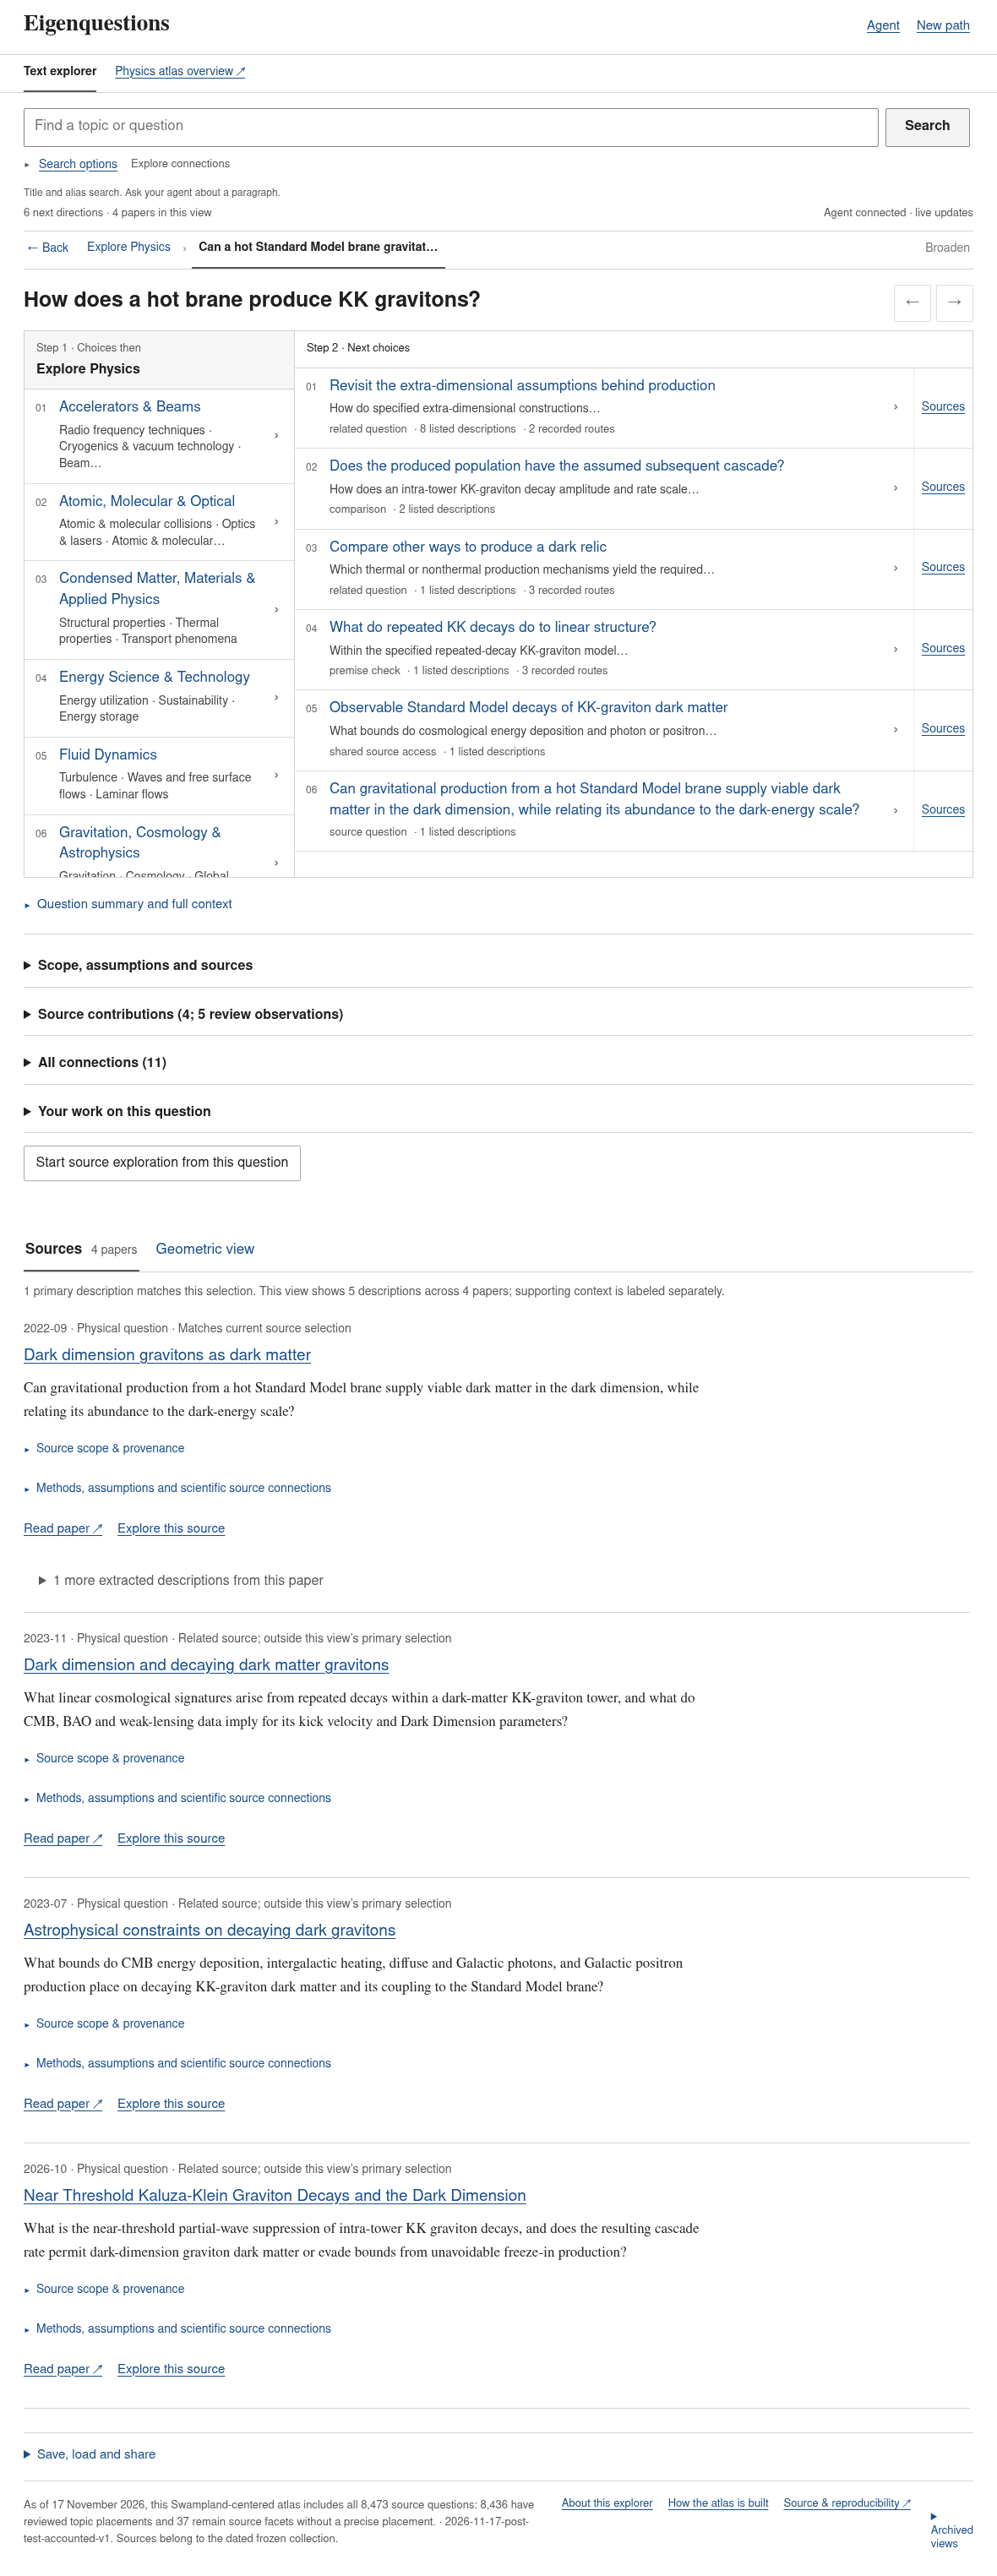 Eigenquestions
Agent
New path
Text explorer
Physics atlas overview ↗
Find a topic or question
Search
▸ Search options
Explore connections
Title and alias search. Ask your agent about a paragraph.
6 next directions · 4 papers in this view
Agent connected · live updates
← Back
Explore Physics
›
Can a hot Standard Model brane gravitat…
Broaden
How does a hot brane produce KK gravitons?
←
→
Step 1 · Choices then
Explore Physics
01 Accelerators & Beams
Radio frequency techniques ·
Cryogenics & vacuum technology ·
Beam…
›
02 Atomic, Molecular & Optical
Atomic & molecular collisions · Optics
& lasers · Atomic & molecular…
›
03 Condensed Matter, Materials &
Applied Physics
Structural properties · Thermal
properties · Transport phenomena
›
04 Energy Science & Technology
Energy utilization · Sustainability ·
Energy storage
›
05 Fluid Dynamics
Turbulence · Waves and free surface
flows · Laminar flows
›
06 Gravitation, Cosmology &
Astrophysics
Gravitation · Cosmology · Global
›
Step 2 · Next choices
01 Revisit the extra-dimensional assumptions behind production
How do specified extra-dimensional constructions…
related question · 8 listed descriptions · 2 recorded routes
›
Sources
02 Does the produced population have the assumed subsequent cascade?
How does an intra-tower KK-graviton decay amplitude and rate scale…
comparison · 2 listed descriptions
›
Sources
03 Compare other ways to produce a dark relic
Which thermal or nonthermal production mechanisms yield the required…
related question · 1 listed descriptions · 3 recorded routes
›
Sources
04 What do repeated KK decays do to linear structure?
Within the specified repeated-decay KK-graviton model…
premise check · 1 listed descriptions · 3 recorded routes
›
Sources
05 Observable Standard Model decays of KK-graviton dark matter
What bounds do cosmological energy deposition and photon or positron…
shared source access · 1 listed descriptions
›
Sources
06 Can gravitational production from a hot Standard Model brane supply viable dark
matter in the dark dimension, while relating its abundance to the dark-energy scale?
source question · 1 listed descriptions
›
Sources
▸ Question summary and full context
▶ Scope, assumptions and sources
▶ Source contributions (4; 5 review observations)
▶ All connections (11)
▶ Your work on this question
Start source exploration from this question
Sources 4 papers
Geometric view
1 primary description matches this selection. This view shows 5 descriptions across 4 papers; supporting context is labeled separately.
2022-09 · Physical question · Matches current source selection
Dark dimension gravitons as dark matter
Can gravitational production from a hot Standard Model brane supply viable dark matter in the dark dimension, while
relating its abundance to the dark-energy scale?
▸ Source scope & provenance
▸ Methods, assumptions and scientific source connections
Read paper ↗
Explore this source
▶ 1 more extracted descriptions from this paper
2023-11 · Physical question · Related source; outside this view's primary selection
Dark dimension and decaying dark matter gravitons
What linear cosmological signatures arise from repeated decays within a dark-matter KK-graviton tower, and what do
CMB, BAO and weak-lensing data imply for its kick velocity and Dark Dimension parameters?
▸ Source scope & provenance
▸ Methods, assumptions and scientific source connections
Read paper ↗
Explore this source
2023-07 · Physical question · Related source; outside this view's primary selection
Astrophysical constraints on decaying dark gravitons
What bounds do CMB energy deposition, intergalactic heating, diffuse and Galactic photons, and Galactic positron
production place on decaying KK-graviton dark matter and its coupling to the Standard Model brane?
▸ Source scope & provenance
▸ Methods, assumptions and scientific source connections
Read paper ↗
Explore this source
2026-10 · Physical question · Related source; outside this view's primary selection
Near Threshold Kaluza-Klein Graviton Decays and the Dark Dimension
What is the near-threshold partial-wave suppression of intra-tower KK graviton decays, and does the resulting cascade
rate permit dark-dimension graviton dark matter or evade bounds from unavoidable freeze-in production?
▸ Source scope & provenance
▸ Methods, assumptions and scientific source connections
Read paper ↗
Explore this source
▶ Save, load and share
As of 17 November 2026, this Swampland-centered atlas includes all 8,473 source questions: 8,436 have
reviewed topic placements and 37 remain source facets without a precise placement. · 2026-11-17-post-
test-accounted-v1. Sources belong to the dated frozen collection.
About this explorer
How the atlas is built
Source & reproducibility ↗
▶
Archived
views